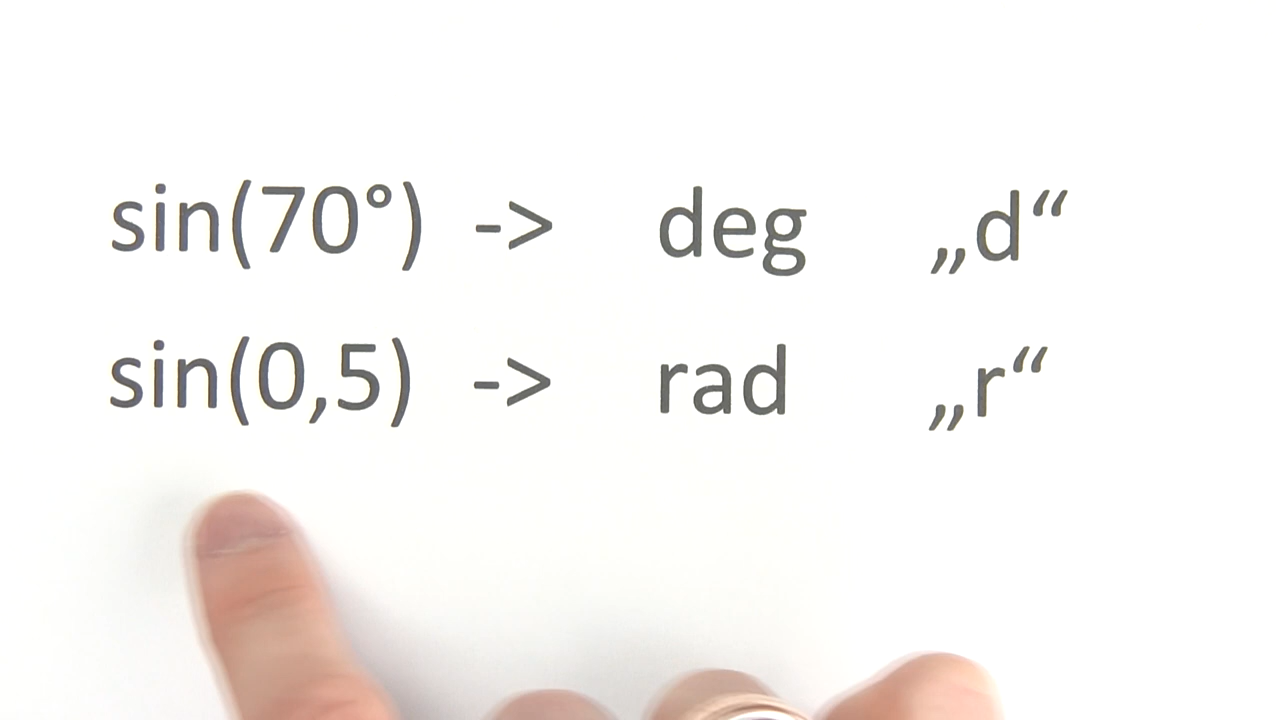 sin(70°) -> deg „d“
sin(0,5) -> rad „r“